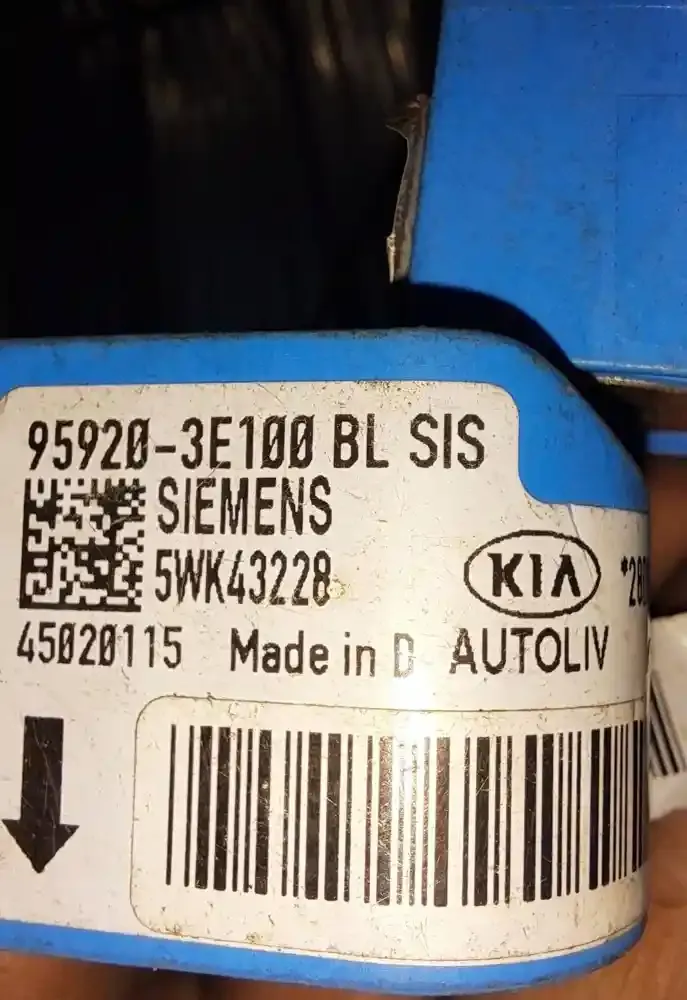 95920-3E100 BL SIS
SIEMENS
5WK43228
KIA
45020115 Made in D AUTOLIV